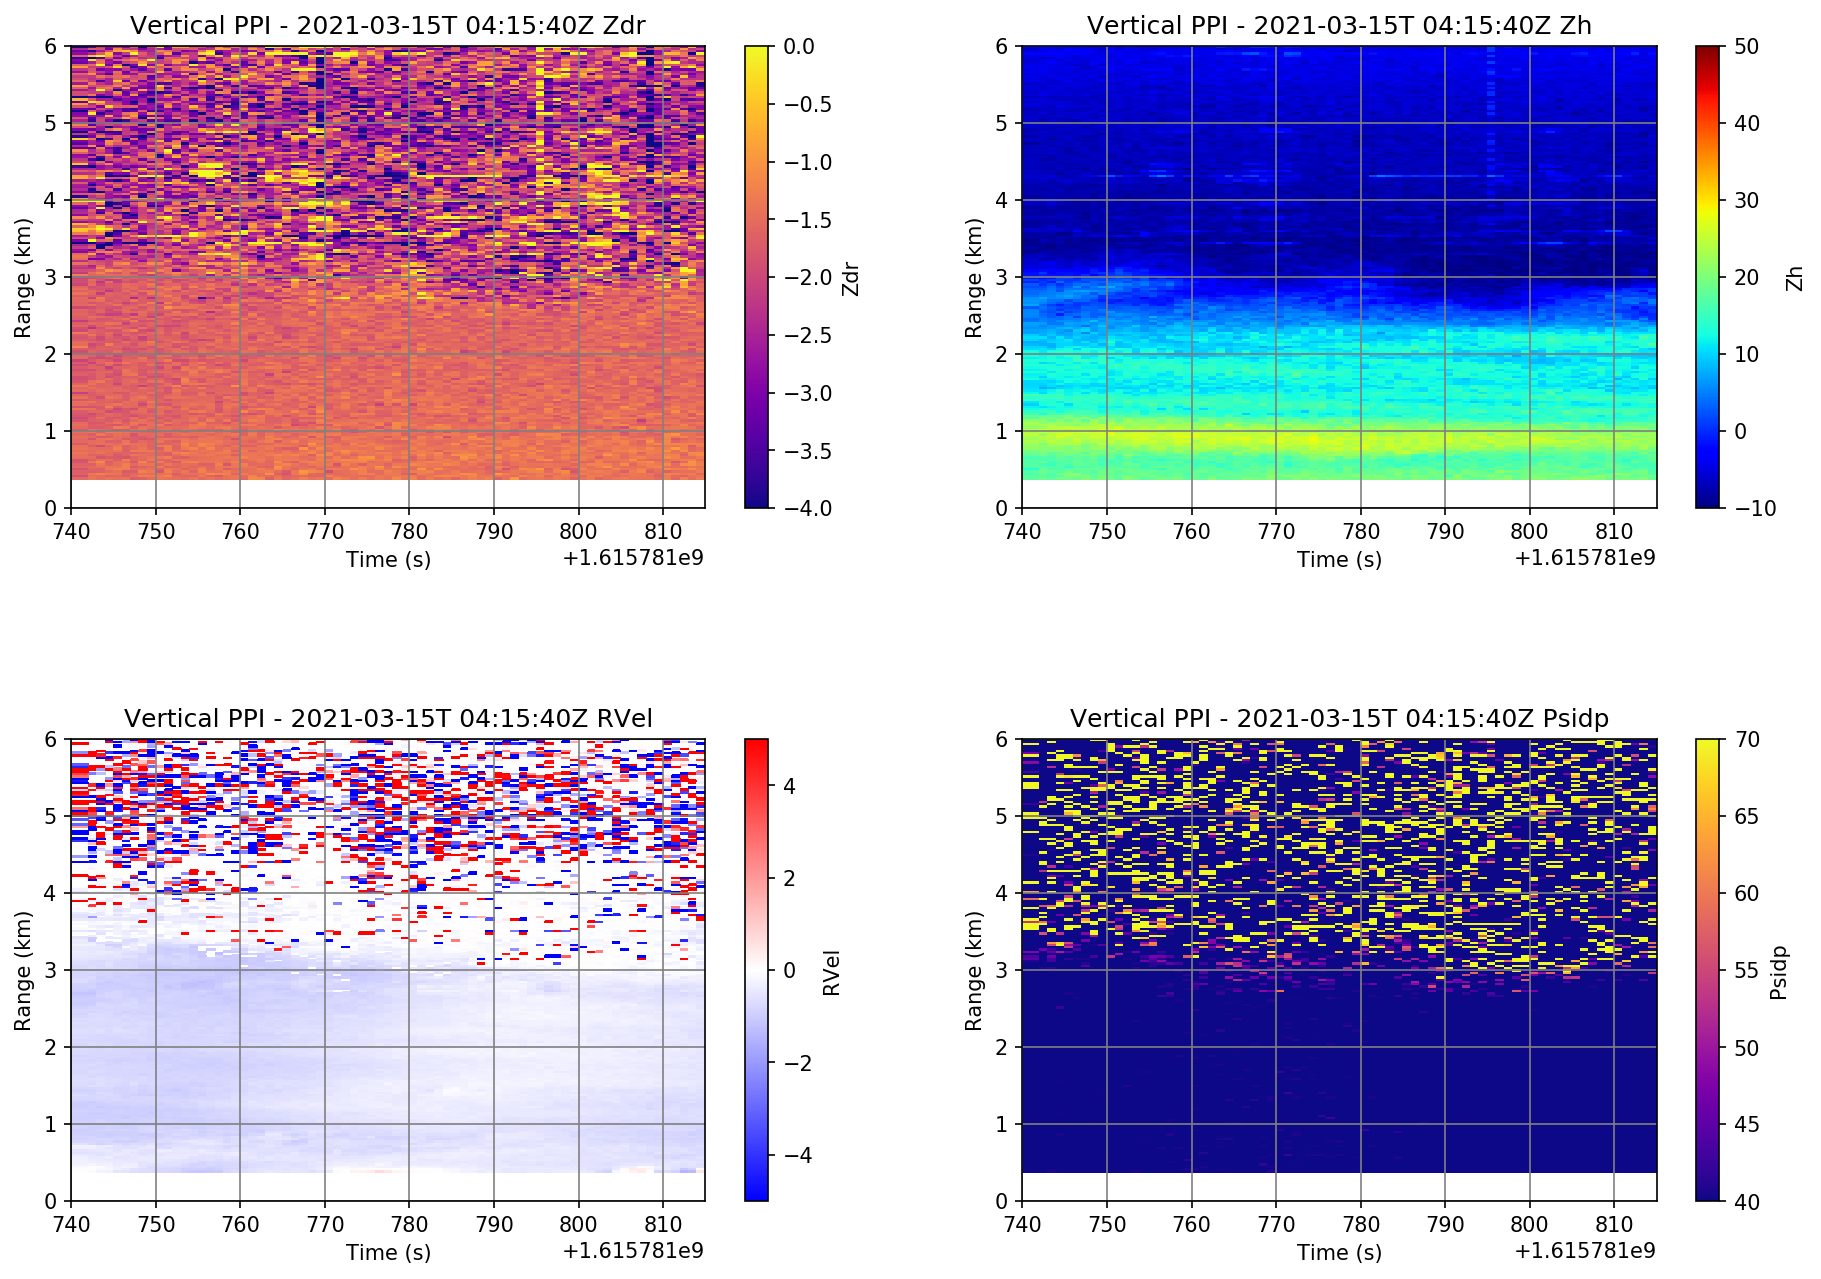 Vertical PPI - 2021-03-15T 04:15:40Z Zdr
6
5
4
3
2
1
0
Range (km)
740 750 760 770 780 790 800 810
Time (s)
+1.615781e9
0.0
−0.5
−1.0
−1.5
−2.0
−2.5
−3.0
−3.5
−4.0
Zdr
Vertical PPI - 2021-03-15T 04:15:40Z Zh
6
5
4
3
2
1
0
Range (km)
740 750 760 770 780 790 800 810
Time (s)
+1.615781e9
50
40
30
20
10
0
−10
Zh
Vertical PPI - 2021-03-15T 04:15:40Z RVel
6
5
4
3
2
1
0
Range (km)
740 750 760 770 780 790 800 810
Time (s)
+1.615781e9
4
2
0
−2
−4
RVel
Vertical PPI - 2021-03-15T 04:15:40Z Psidp
6
5
4
3
2
1
0
Range (km)
740 750 760 770 780 790 800 810
Time (s)
+1.615781e9
70
65
60
55
50
45
40
Psidp